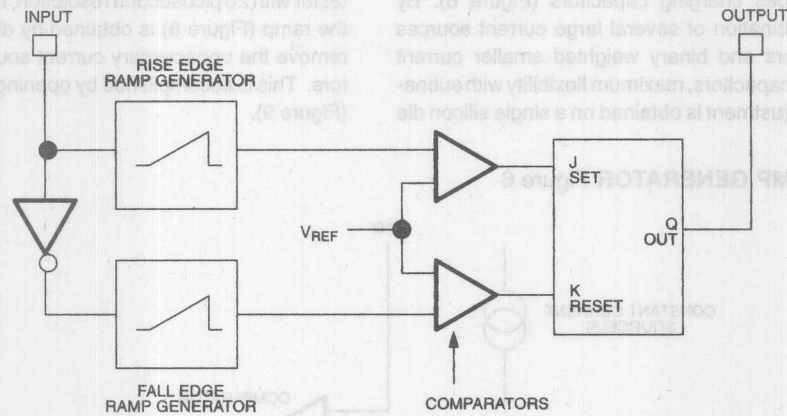 INPUT
OUTPUT
RISE EDGE
RAMP GENERATOR
J
SET
VREF
Q
OUT
K
RESET
FALL EDGE
RAMP GENERATOR
COMPARATORS